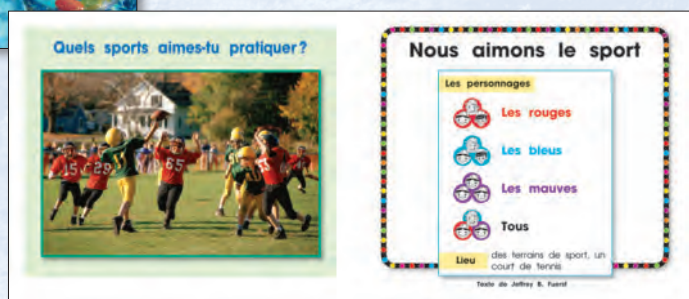 Quels sports aimes-tu pratiquer ?
15
29
65
Nous aimons le sport
Les personnages
Les rouges
Les bleus
Les mauves
Tous
Lieu des terrains de sport, un
court de tennis
Texte de Jeffrey B. Fuerst